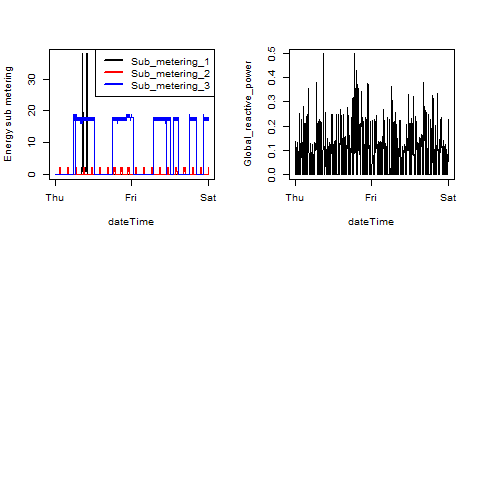 Energy sub metering
0
10
20
30
Sub_metering_1
Sub_metering_2
Sub_metering_3
Thu
Fri
Sat
dateTime
Global_reactive_power
0.0
0.1
0.2
0.3
0.4
0.5
Thu
Fri
Sat
dateTime